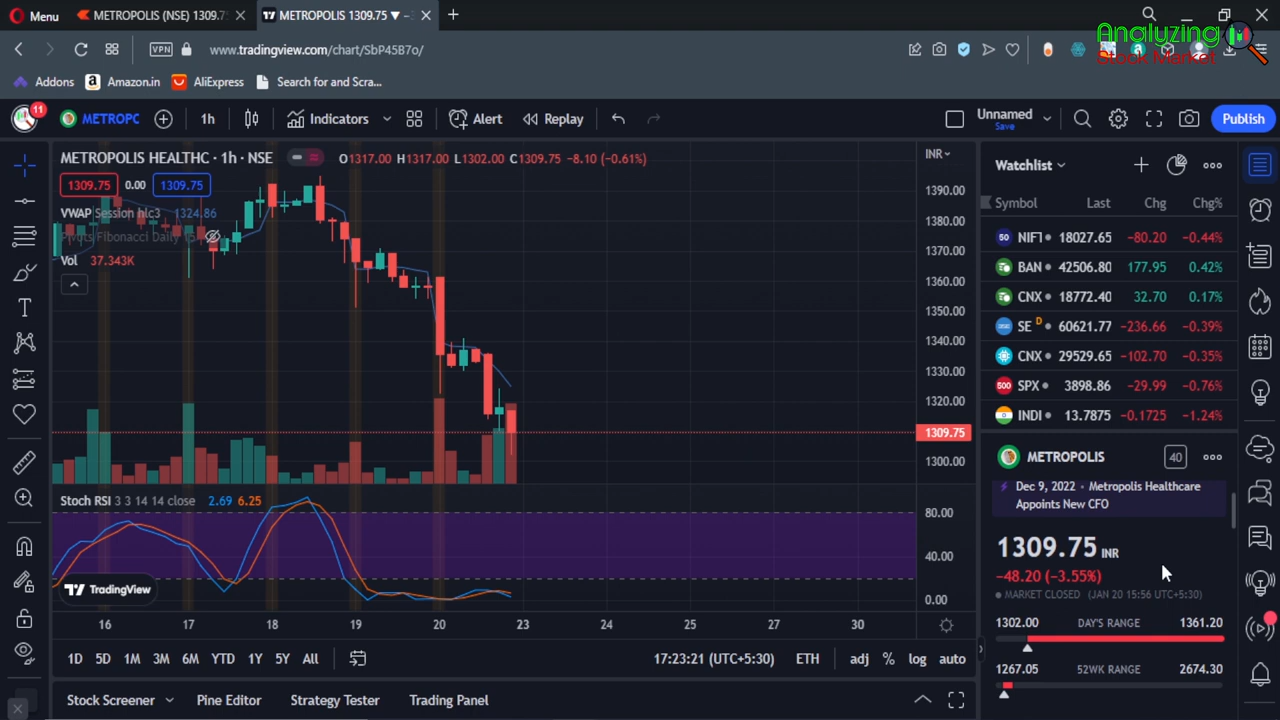 Menu
METROPOLIS (NSE) 1309.7
METROPOLIS 1309.75 ▼ −
Analyzing
Stock Market
VPN
www.tradingview.com/chart/SbP45B7o/
Addons
Amazon.in
AliExpress
Search for and Scra...
11
METROPC
1h
Indicators
Alert
Replay
Unnamed
Save
Publish
METROPOLIS HEALTHC · 1h · NSE
O1317.00 H1317.00 L1302.00 C1309.75 −8.10 (−0.61%)
1309.75
0.00
1309.75
VWAP Session hlc3 1324.86
Pivots Fibonacci Daily
Vol 37.343K
INR
1390.00
1380.00
1370.00
1360.00
1350.00
1340.00
1330.00
1320.00
1309.75
1300.00
Stoch RSI 3 3 14 14 close 2.69 6.25
80.00
40.00
0.00
TradingView
16 17 18 19 20 23 24 25 27 30
1D 5D 1M 3M 6M YTD 1Y 5Y All
17:23:21 (UTC+5:30)
ETH
adj % log auto
Stock Screener
Pine Editor
Strategy Tester
Trading Panel
Watchlist
Symbol Last Chg Chg%
50 NIFT 18027.65 −80.20 −0.44%
BAN 42506.80 177.95 0.42%
CNX 18772.40 32.70 0.17%
SE D 60621.77 −236.66 −0.39%
CNX 29529.65 −102.70 −0.35%
500 SPX 3898.86 −29.99 −0.76%
INDI 13.7875 −0.1725 −1.24%
METROPOLIS
40
Dec 9, 2022 · Metropolis Healthcare
Appoints New CFO
1309.75 INR
−48.20 (−3.55%)
MARKET CLOSED (JAN 20 15:56 UTC+5:30)
1302.00 DAY'S RANGE 1361.20
1267.05 52WK RANGE 2674.30